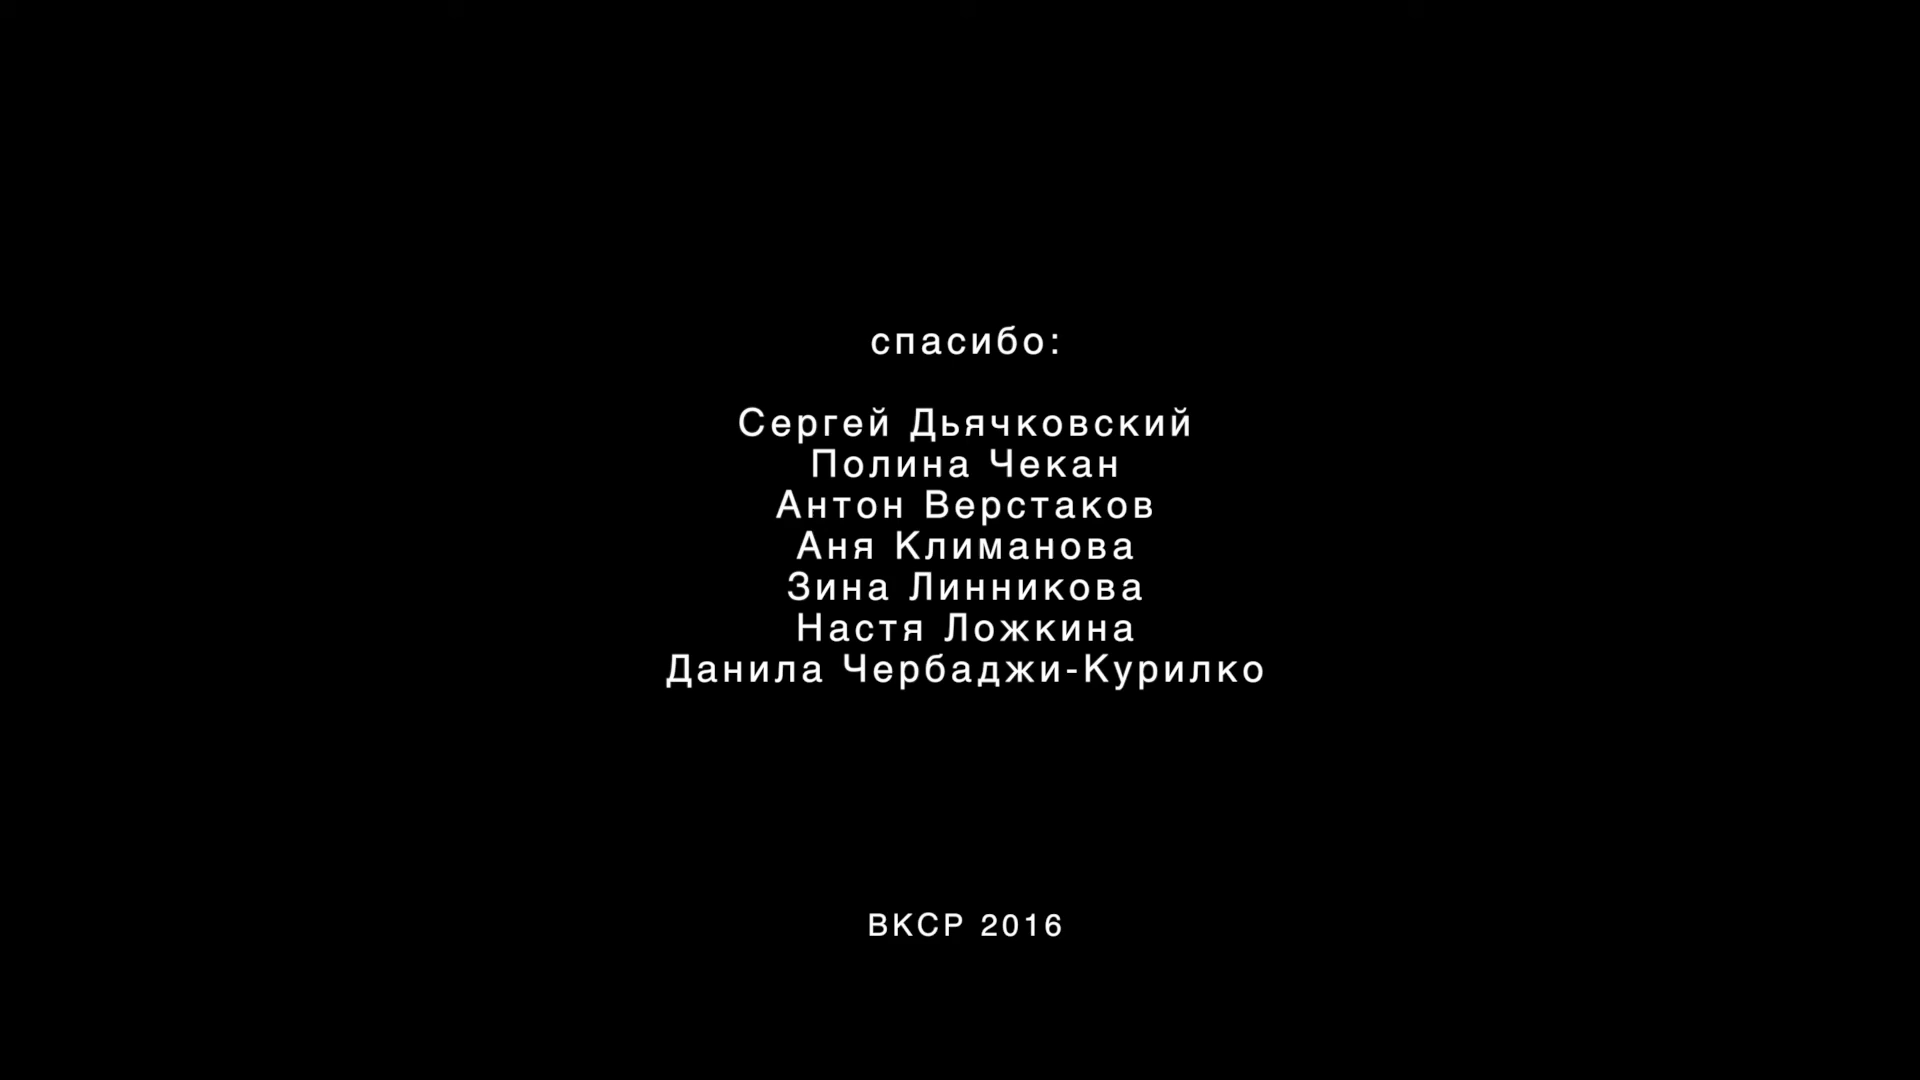 спасибо:
Сергей Дьячковский
Полина Чекан
Антон Верстаков
Аня Климанова
Зина Линникова
Настя Ложкина
Данила Чербаджи-Курилко
ВКСР 2016